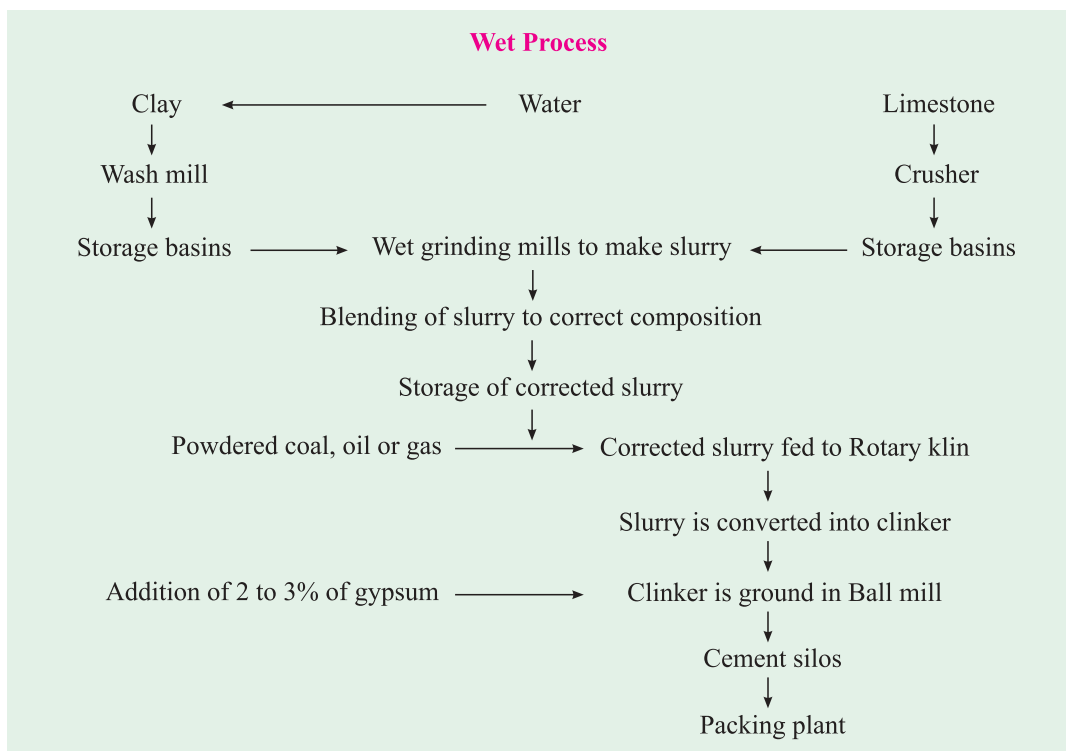 Wet Process
Clay
Water
Limestone
Wash mill
Crusher
Storage basins
Wet grinding mills to make slurry
Storage basins
Blending of slurry to correct composition
Storage of corrected slurry
Powdered coal, oil or gas
Corrected slurry fed to Rotary klin
Slurry is converted into clinker
Addition of 2 to 3% of gypsum
Clinker is ground in Ball mill
Cement silos
Packing plant